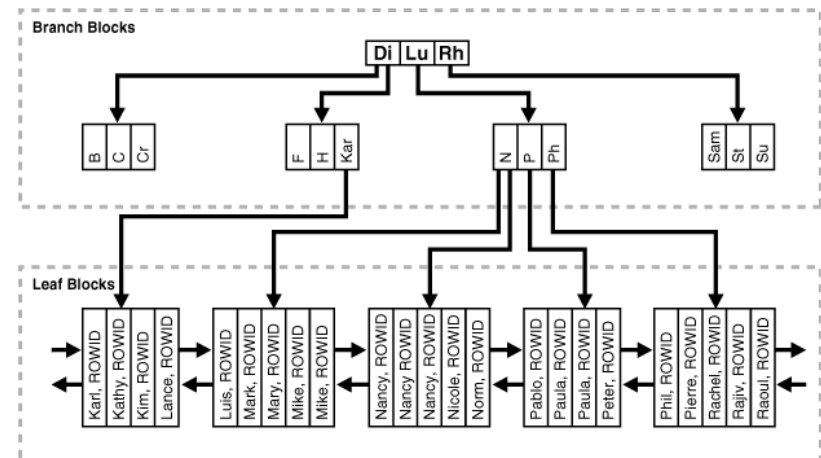 Branch Blocks
Di Lu Rh
B
C
Cr
F
H
Kar
N
P
Ph
Sam
St
Su
Leaf Blocks
Karl, ROWID
Kathy, ROWID
Kim, ROWID
Lance, ROWID
Luis, ROWID
Mark, ROWID
Mary, ROWID
Mike, ROWID
Mike, ROWID
Nancy, ROWID
Nancy ROWID
Nancy, ROWID
Nicole, ROWID
Norm, ROWID
Pablo, ROWID
Paula, ROWID
Paula, ROWID
Peter, ROWID
Phil, ROWID
Pierre, ROWID
Rachel, ROWID
Rajiv, ROWID
Raoul, ROWID